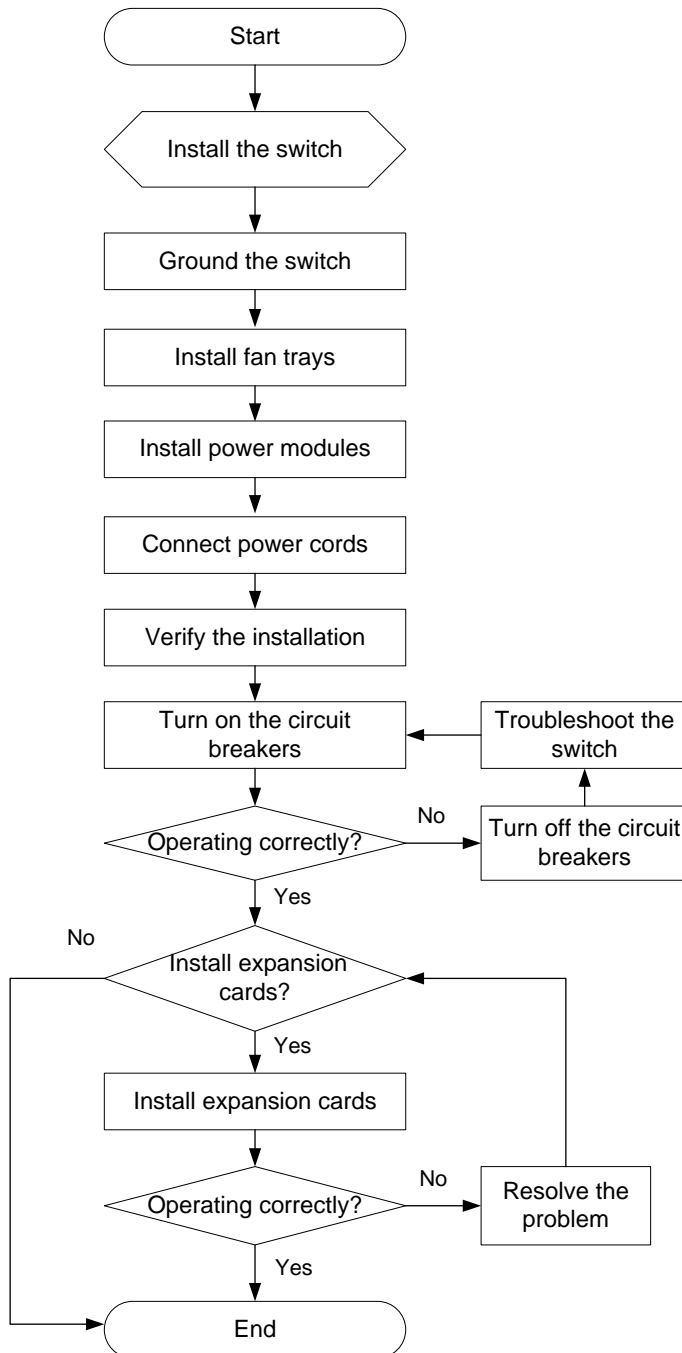 Start
Install the switch
Ground the switch
Install fan trays
Install power modules
Connect power cords
Verify the installation
Turn on the circuit
breakers
Troubleshoot the
switch
Operating correctly?
No
Turn off the circuit
breakers
Yes
No
Install expansion
cards?
Yes
Install expansion cards
Operating correctly?
No
Resolve the
problem
Yes
End